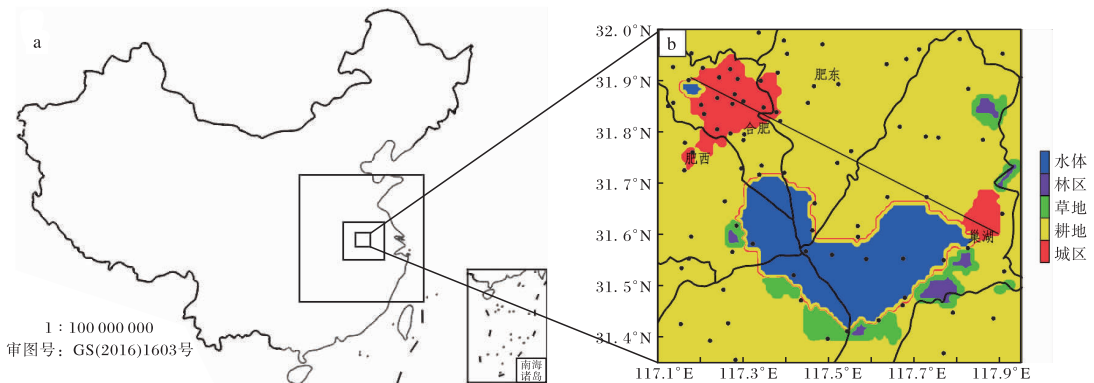 a
1：100 000 000
审图号：GS(2016)1603号
南海
诸岛
b
32.0°N
31.9°N
31.8°N
31.7°N
31.6°N
31.5°N
31.4°N
117.1°E
117.3°E
117.5°E
117.7°E
117.9°E
肥东
合肥
肥西
巢湖
水体
林区
草地
耕地
城区